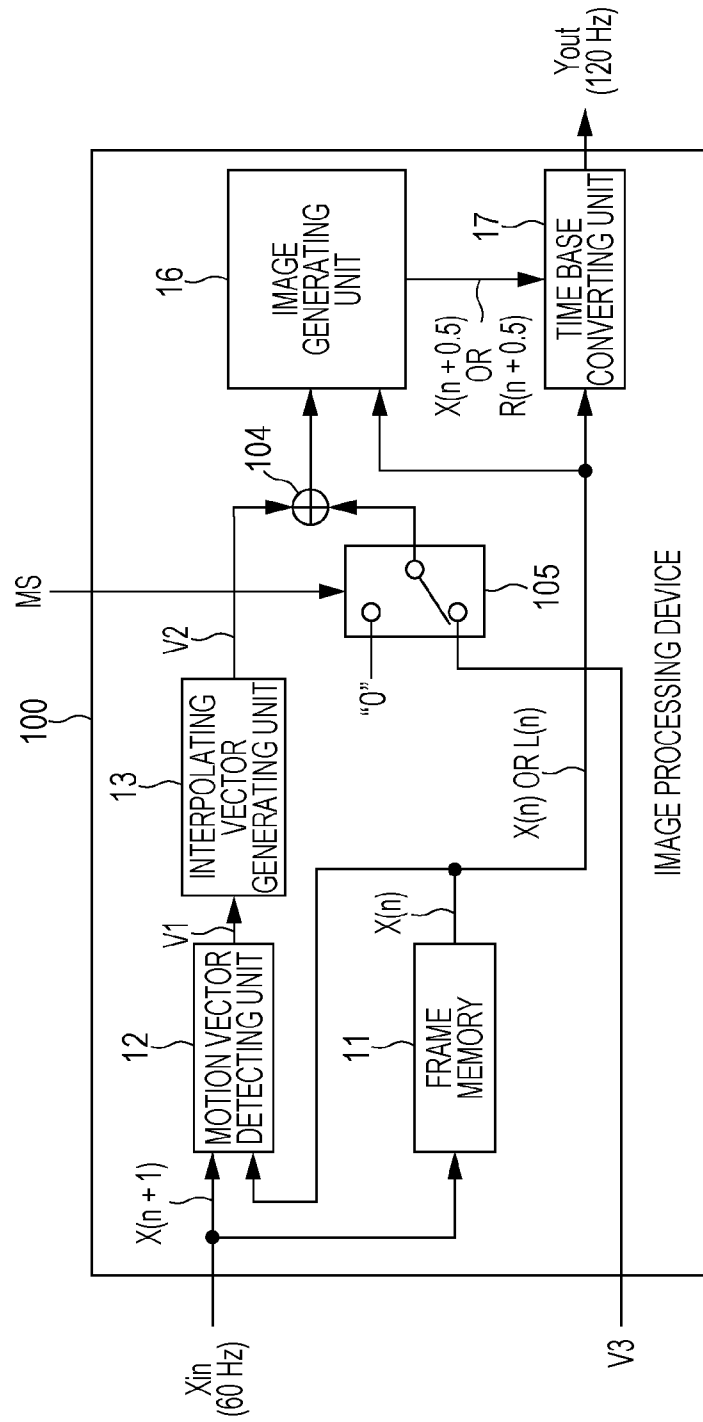 100
MS
Xin
(60 Hz)
X(n + 1)
12
MOTION VECTOR
DETECTING UNIT
V1
13
INTERPOLATING
VECTOR
GENERATING UNIT
V2
104
16
IMAGE
GENERATING
UNIT
"0"
105
11
FRAME
MEMORY
X(n)
X(n) OR L(n)
X(n + 0.5)
OR
R(n + 0.5)
17
TIME BASE
CONVERTING UNIT
Yout
(120 Hz)
V3
IMAGE PROCESSING DEVICE